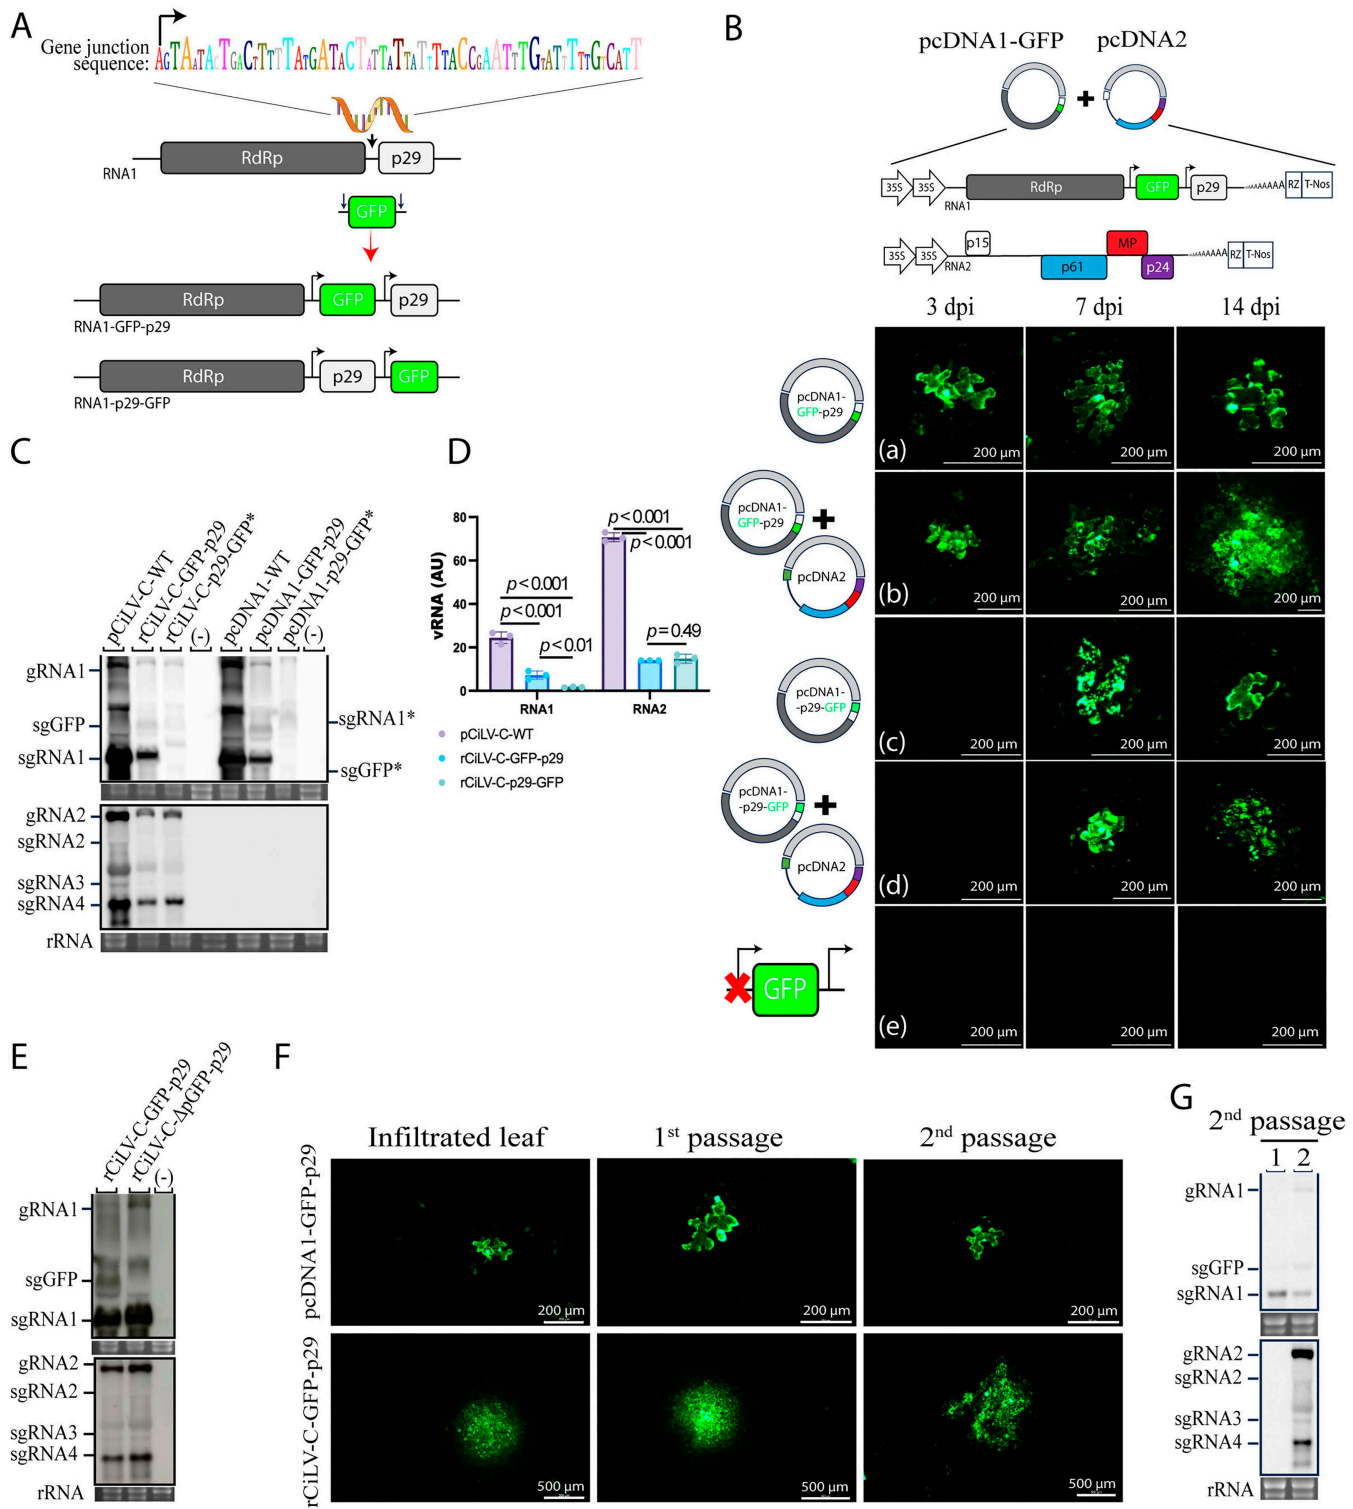 A
Gene junction
sequence:
RdRp
p29
RNA1
GFP
RdRp
GFP
p29
RNA1-GFP-p29
RdRp
p29
GFP
RNA1-p29-GFP
B
pcDNA1-GFP
pcDNA2
+
35S
35S
RNA1
RdRp
GFP
p29
RZ
T-Nos
35S
35S
RNA2
p15
p61
MP
p24
RZ
T-Nos
3 dpi
7 dpi
14 dpi
pcDNA1-
GFP-p29
(a)
200 µm
200 µm
200 µm
pcDNA1-
GFP-p29
+
pcDNA2
(b)
200 µm
200 µm
200 µm
pcDNA1-
-p29-GFP
(c)
200 µm
200 µm
200 µm
pcDNA1-
-p29-GFP
+
pcDNA2
(d)
200 µm
200 µm
200 µm
GFP
(e)
200 µm
200 µm
200 µm
C
pCiLV-C-WT
rCiLV-C-GFP-p29
rCiLV-C-p29-GFP*
(-)
pcDNA1-WT
pcDNA1-GFP-p29
pcDNA1-p29-GFP*
(-)
gRNA1
sgGFP
sgRNA1
sgRNA1*
sgGFP*
gRNA2
sgRNA2
sgRNA3
sgRNA4
rRNA
D
vRNA (AU)
80
60
40
20
0
p < 0.001
p < 0.001
p < 0.01
p < 0.001
p < 0.001
p = 0.49
RNA1
RNA2
pCiLV-C-WT
rCiLV-C-GFP-p29
rCiLV-C-p29-GFP
E
rCiLV-C-GFP-p29
rCiLV-C-ΔpGFP-p29
(-)
gRNA1
sgGFP
sgRNA1
gRNA2
sgRNA2
sgRNA3
sgRNA4
rRNA
F
Infiltrated leaf
1st passage
2nd passage
pcDNA1-GFP-p29
200 µm
200 µm
200 µm
rCiLV-C-GFP-p29
500 µm
500 µm
500 µm
G
2nd passage
1 2
gRNA1
sgGFP
sgRNA1
gRNA2
sgRNA2
sgRNA3
sgRNA4
rRNA